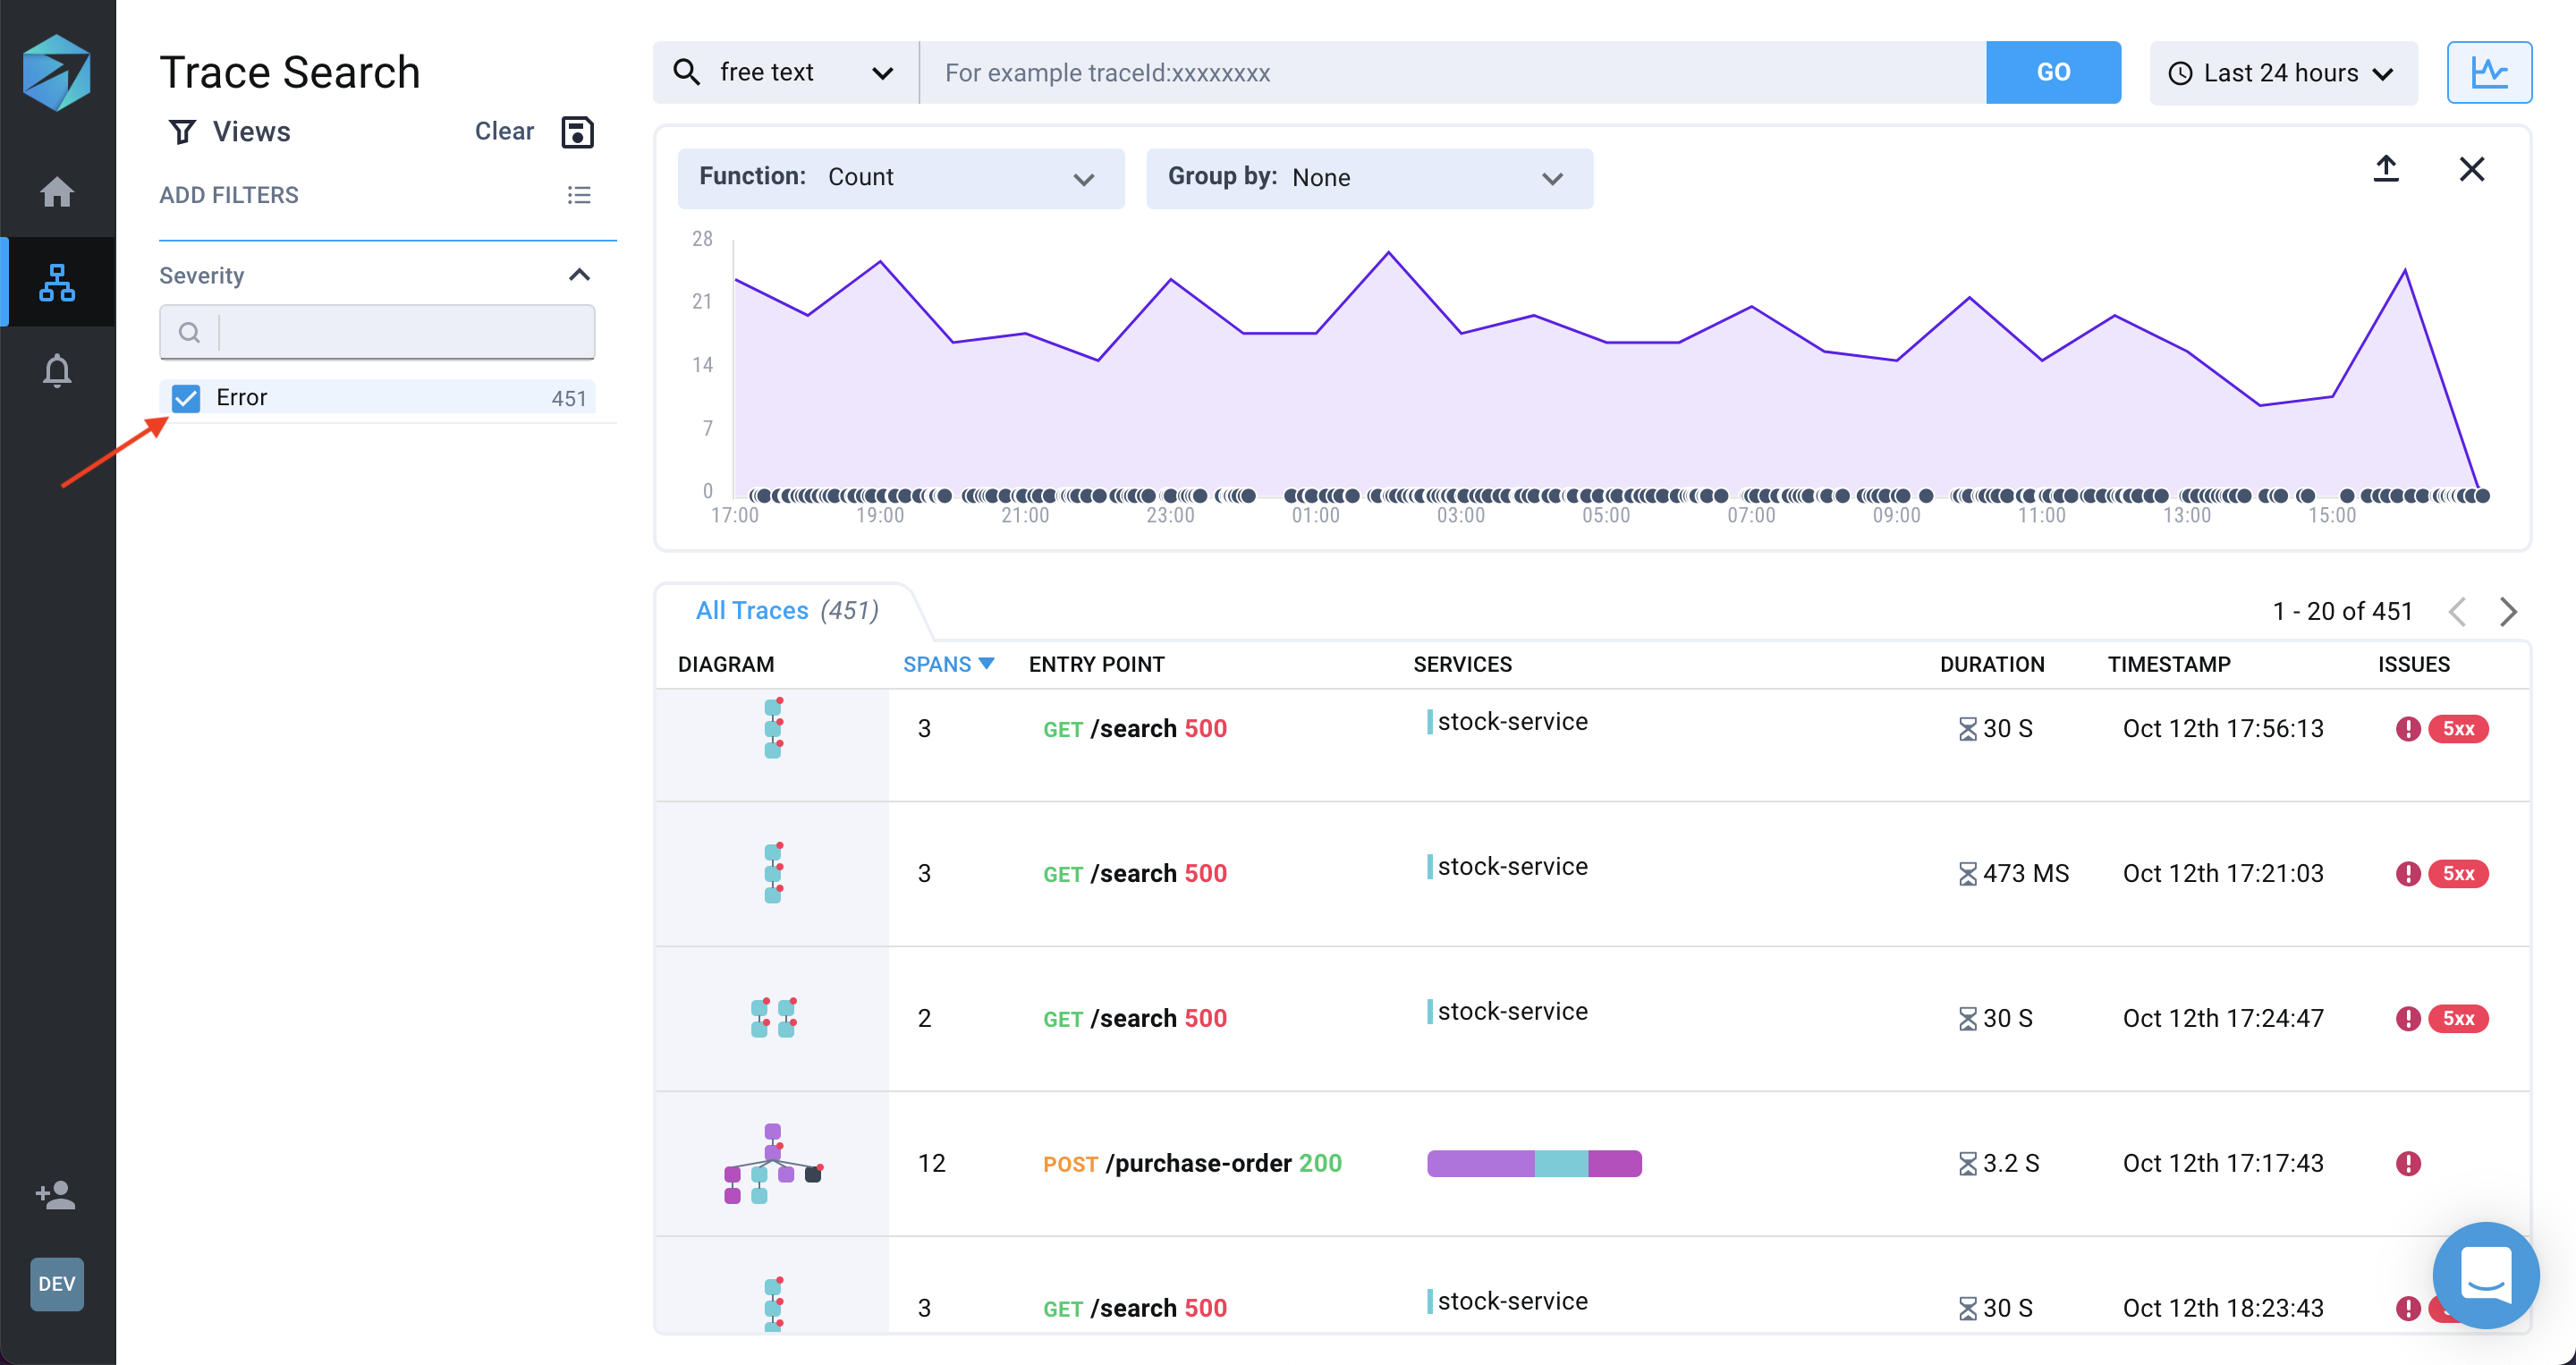 Trace Search
Views
Clear
ADD FILTERS
Severity
Error
451
DEV
free text
For example traceId:xxxxxxxx
GO
Last 24 hours
Function: Count
Group by: None
28
21
14
7
0
17:00 19:00 21:00 23:00 01:00 03:00 05:00 07:00 09:00 11:00 13:00 15:00
All Traces (451)
1 - 20 of 451
DIAGRAM SPANS ENTRY POINT SERVICES DURATION TIMESTAMP ISSUES
3 GET /search 500 stock-service 30 S Oct 12th 17:56:13 5xx
3 GET /search 500 stock-service 473 MS Oct 12th 17:21:03 5xx
2 GET /search 500 stock-service 30 S Oct 12th 17:24:47 5xx
12 POST /purchase-order 200 3.2 S Oct 12th 17:17:43
3 GET /search 500 stock-service 30 S Oct 12th 18:23:43